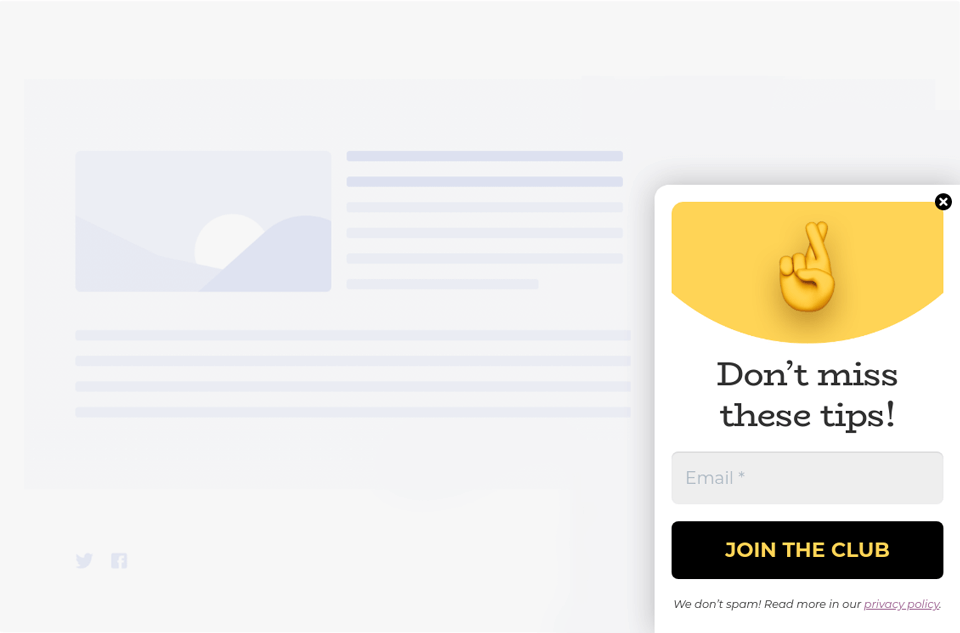 Don’t miss
these tips!
Email *
JOIN THE CLUB
We don’t spam! Read more in our privacy policy.